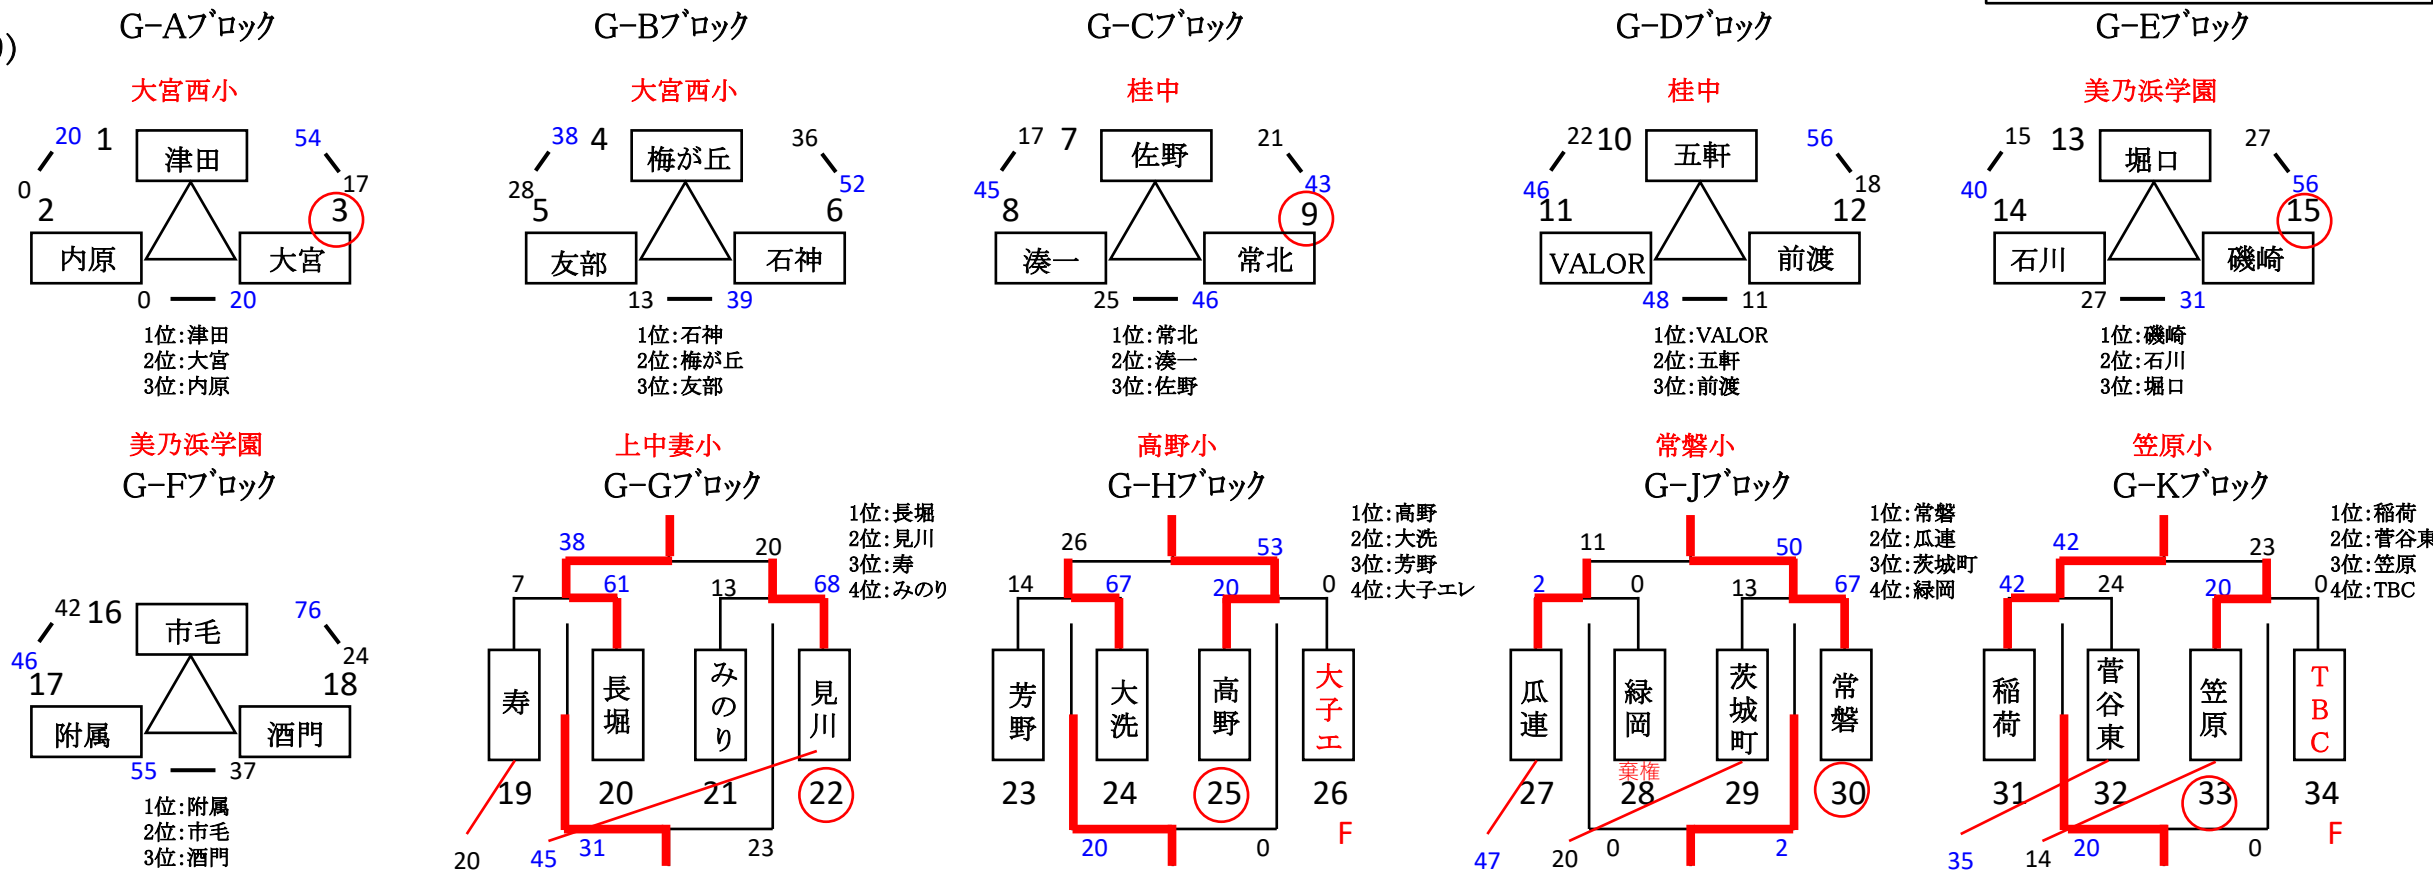 G-Aブロック
G-Bブロック
G-Cブロック
G-Dブロック
G-Eブロック
大宮西小
大宮西小
桂中
桂中
美乃浜学園
20 1 津田 54
0 2 17 3
内原 大宮
0 — 20
1位:津田
2位:大宮
3位:内原
38 4 梅が丘 36
28 5 52 6
友部 石神
13 — 39
1位:石神
2位:梅が丘
3位:友部
17 7 佐野 21
45 8 43 9
湊一 常北
25 — 46
1位:常北
2位:湊一
3位:佐野
22 10 五軒 56
46 11 18 12
VALOR 前渡
48 — 11
1位:VALOR
2位:五軒
3位:前渡
15 13 堀口 27
40 14 56 15
石川 磯崎
27 — 31
1位:磯崎
2位:石川
3位:堀口
美乃浜学園
G-Fブロック
42 16 市毛 76
46 17 24 18
附属 酒門
55 — 37
1位:附属
2位:市毛
3位:酒門
上中妻小
G-Gブロック
1位:長堀
2位:見川
3位:寿
4位:みのり
38 20
7 61 13 68
寿 長堀 みのり 見川
19 20 21 22
20 45 31 23
高野小
G-Hブロック
1位:高野
2位:大洗
3位:芳野
4位:大子エレ
26 53
14 67 20 0
芳野 大洗 高野 大子エ
23 24 25 26
20 0 F
常磐小
G-Jブロック
1位:常磐
2位:瓜連
3位:茨城町
4位:緑岡
11 50
2 0 13 67
瓜連 緑岡 茨城町 常磐
棄権
27 28 29 30
47 20 0 2
笠原小
G-Kブロック
1位:稲荷
2位:菅谷東
3位:笠原
4位:TBC
42 23
42 24 20 0
稲荷 菅谷東 笠原 TBC
31 32 33 34
35 14 20 0 F